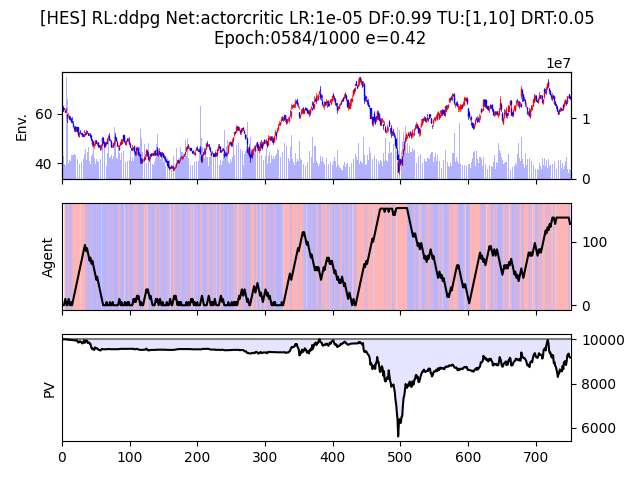 [HES] RL:ddpg Net:actorcritic LR:1e-05 DF:0.99 TU:[1,10] DRT:0.05
Epoch:0584/1000 e=0.42
1e7
Env.
60
40
1
0
Agent
100
0
PV
10000
8000
6000
0 100 200 300 400 500 600 700